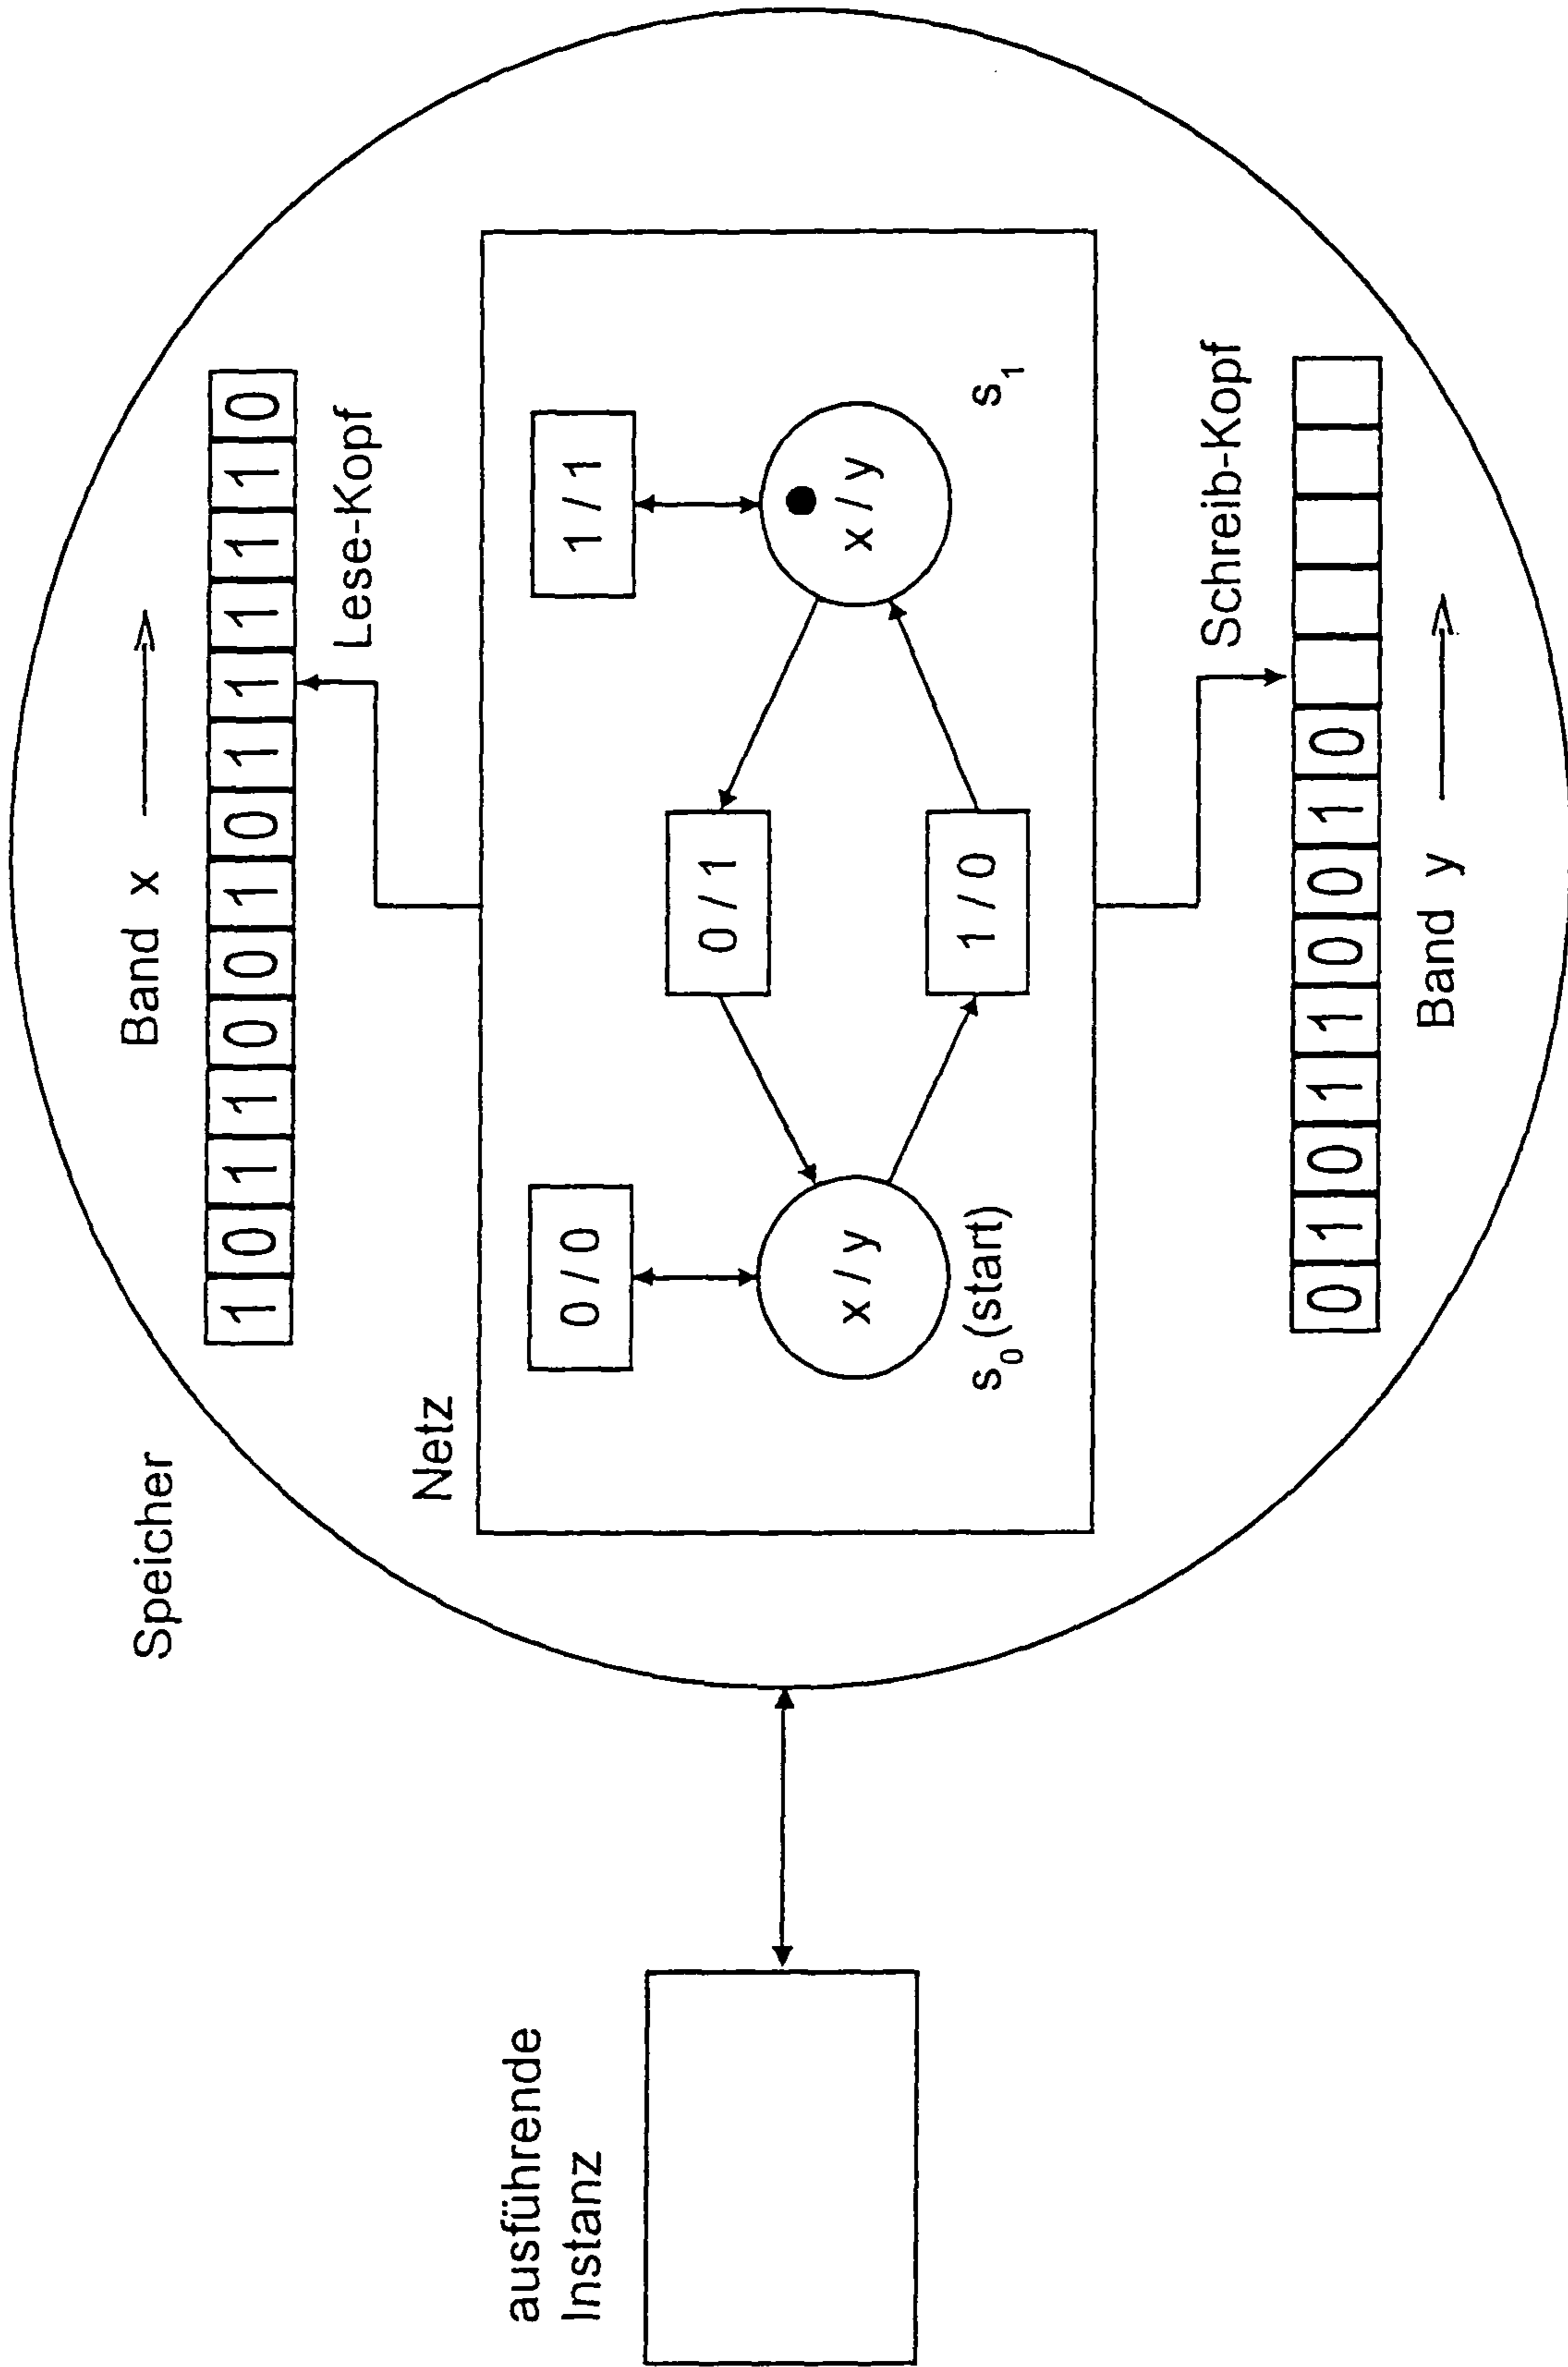 Speicher
Band x
1 0 1 1 0 0 1 0 1 1 1 1 1 0
Lese-Kopf
Netz
ausführende
Instanz
0 / 0
1 / 1
0 / 1
x / y
x / y
1 / 0
s₀ (start)
s₁
Schreib-Kopf
0 1 0 1 1 0 0 1 0
Band y